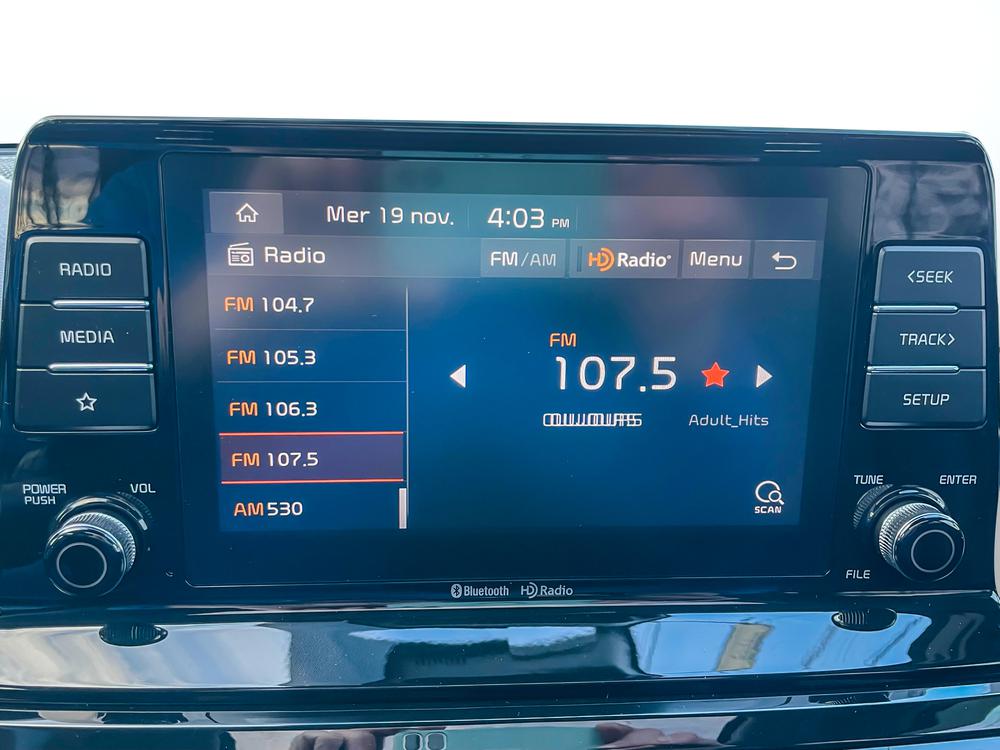 Mer 19 nov. 4:03 PM
Radio FM/AM HD Radio® Menu
FM 104.7
FM 105.3
FM 106.3
FM 107.5
AM 530
FM
107.5
Adult_Hits
SCAN
RADIO
MEDIA
POWER
PUSH
VOL
<SEEK
TRACK>
SETUP
TUNE
ENTER
FILE
Bluetooth HD Radio